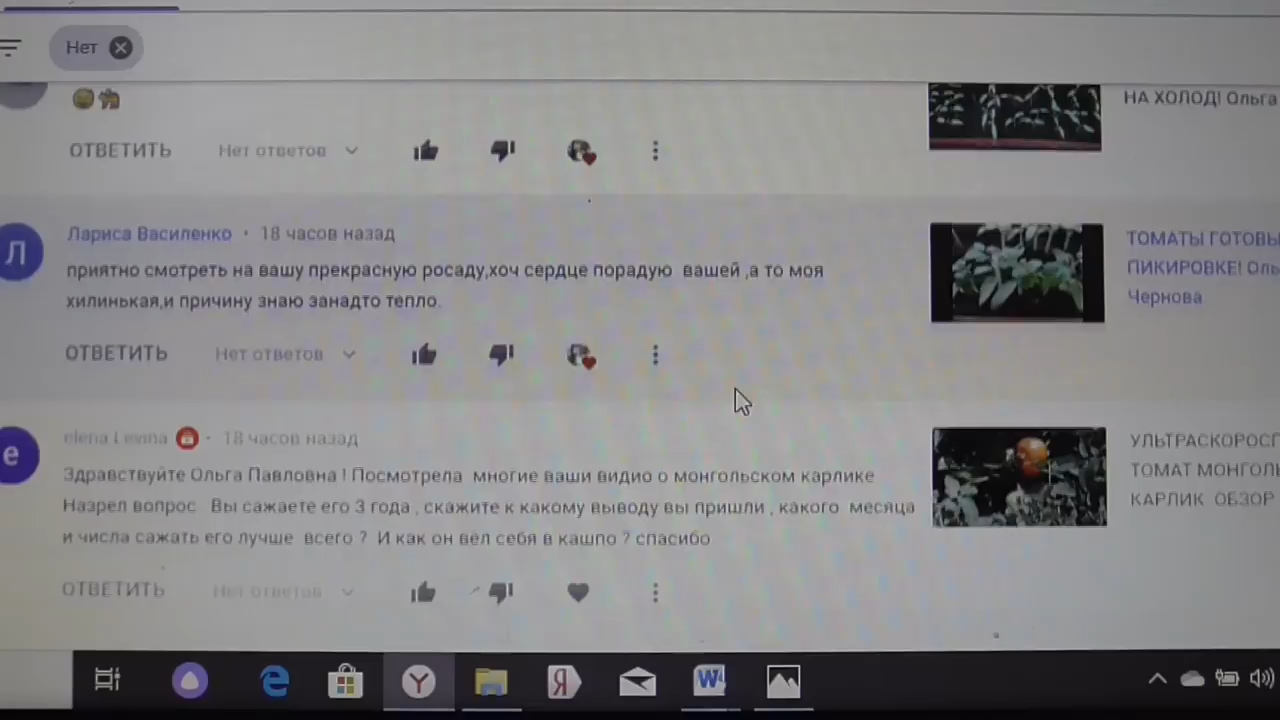 Нет
НА ХОЛОД! Ольга
ОТВЕТИТЬ
Нет ответов
Лариса Василенко • 18 часов назад
приятно смотреть на вашу прекрасную росаду,хоч сердце порадую вашей ,а то моя
хилинькая,и причину знаю занадто тепло.
ТОМАТЫ ГОТОВЫ
ПИКИРОВКЕ! Оль
Чернова
ОТВЕТИТЬ
Нет ответов
elena Levina • 18 часов назад
Здравствуйте Ольга Павловна ! Посмотрела многие ваши видио о монгольском карлике
Назрел вопрос Вы сажаете его 3 года , скажите к какому выводу вы пришли , какого месяца
и числа сажать его лучше всего ? И как он вел себя в кашпо ? спасибо
УЛЬТРАСКОРОСП
ТОМАТ МОНГОЛЬ
КАРЛИК ОБЗОР
ОТВЕТИТЬ
Нет ответов